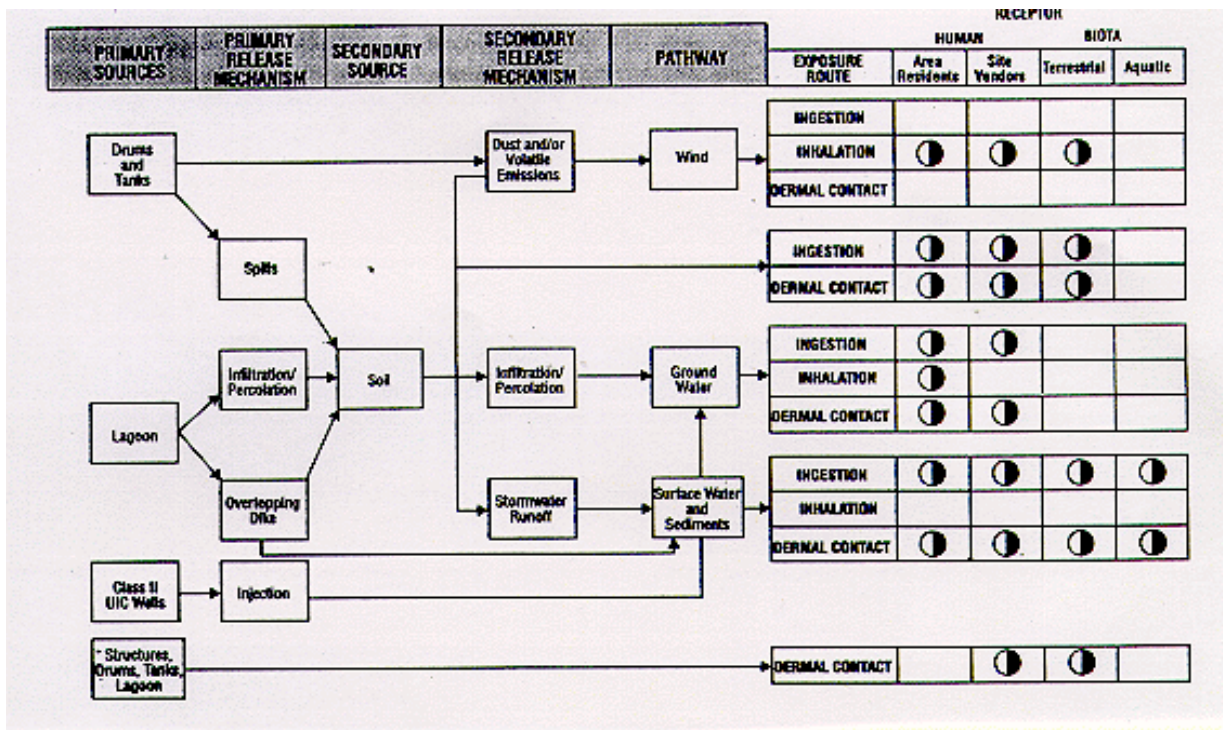 RECEPTOR
HUMAN
BIOTA
PRIMARY
SOURCES
PRIMARY
RELEASE
MECHANISM
SECONDARY
SOURCE
SECONDARY
RELEASE
MECHANISM
PATHWAY
EXPOSURE
ROUTE
Area
Residents
Site
Vendors
Terrestrial
Aquatic
Drums
and
Tanks
Dust and/or
Volatile
Emissions
Wind
INGESTION
INHALATION
DERMAL CONTACT
Spills
INGESTION
DERMAL CONTACT
Infiltration/
Percolation
Soil
Infiltration/
Percolation
Ground
Water
INGESTION
INHALATION
DERMAL CONTACT
Lagoon
Overtopping
Dike
Stormwater
Runoff
Surface Water
and
Sediments
INGESTION
INHALATION
DERMAL CONTACT
Class II
UIC Wells
Injection
Structures,
Drums, Tanks,
Lagoon
DERMAL CONTACT